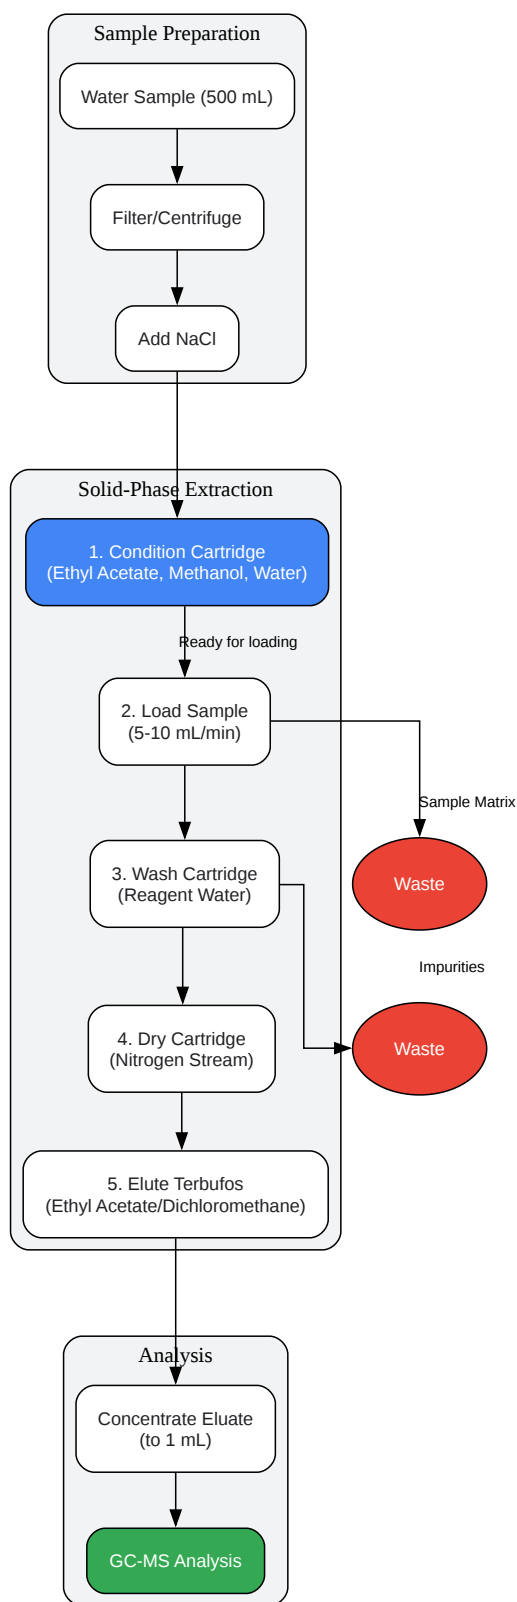 Sample Preparation
Water Sample (500 mL)
Filter/Centrifuge
Add NaCl
Solid-Phase Extraction
1. Condition Cartridge
(Ethyl Acetate, Methanol, Water)
Ready for loading
2. Load Sample
(5-10 mL/min)
Sample Matrix
3. Wash Cartridge
(Reagent Water)
Waste
Impurities
4. Dry Cartridge
(Nitrogen Stream)
Waste
5. Elute Terbufos
(Ethyl Acetate/Dichloromethane)
Analysis
Concentrate Eluate
(to 1 mL)
GC-MS Analysis